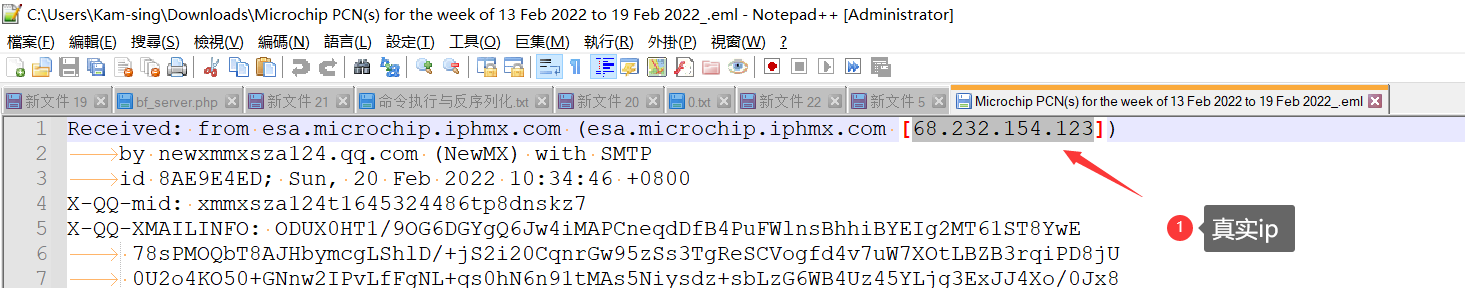 C:\Users\Kam-sing\Downloads\Microchip PCN(s) for the week of 13 Feb 2022 to 19 Feb 2022_.eml - Notepad++ [Administrator]
檔案(F) 編輯(E) 搜尋(S) 檢視(V) 編碼(N) 語言(L) 設定(T) 工具(O) 巨集(M) 執行(R) 外掛(P) 視窗(W) ?
新文件 19 bf_server.php 新文件 21 命令执行与反序列化.txt 新文件 20 0.txt 新文件 22 新文件 5 Microchip PCN(s) for the week of 13 Feb 2022 to 19 Feb 2022_.eml
1 Received: from esa.microchip.iphmx.com (esa.microchip.iphmx.com [68.232.154.123])
2 by newxmmxsza124.qq.com (NewMX) with SMTP
3 id 8AE9E4ED; Sun, 20 Feb 2022 10:34:46 +0800
4 X-QQ-mid: xmmxsza124t1645324486tp8dnskz7
5 X-QQ-XMAILINFO: ODUX0HT1/9OG6DGYgQ6Jw4iMAPCneqdDfB4PuFWlnsBhhiBYEIg2MT61ST8YwE
6 78sPMOQbT8AJHbymcgLShlD/+jS2i20CqnrGw95zSs3TgReSCVogfd4v7uW7XOtLBZB3rqiPD8jU
7 0U2o4KO50+GNnw2IPvLfFgNL+qs0hN6n91tMAs5Niysdz+sbLzG6WB4Uz45YLjg3ExJJ4Xo/0Jx8
1 真实ip